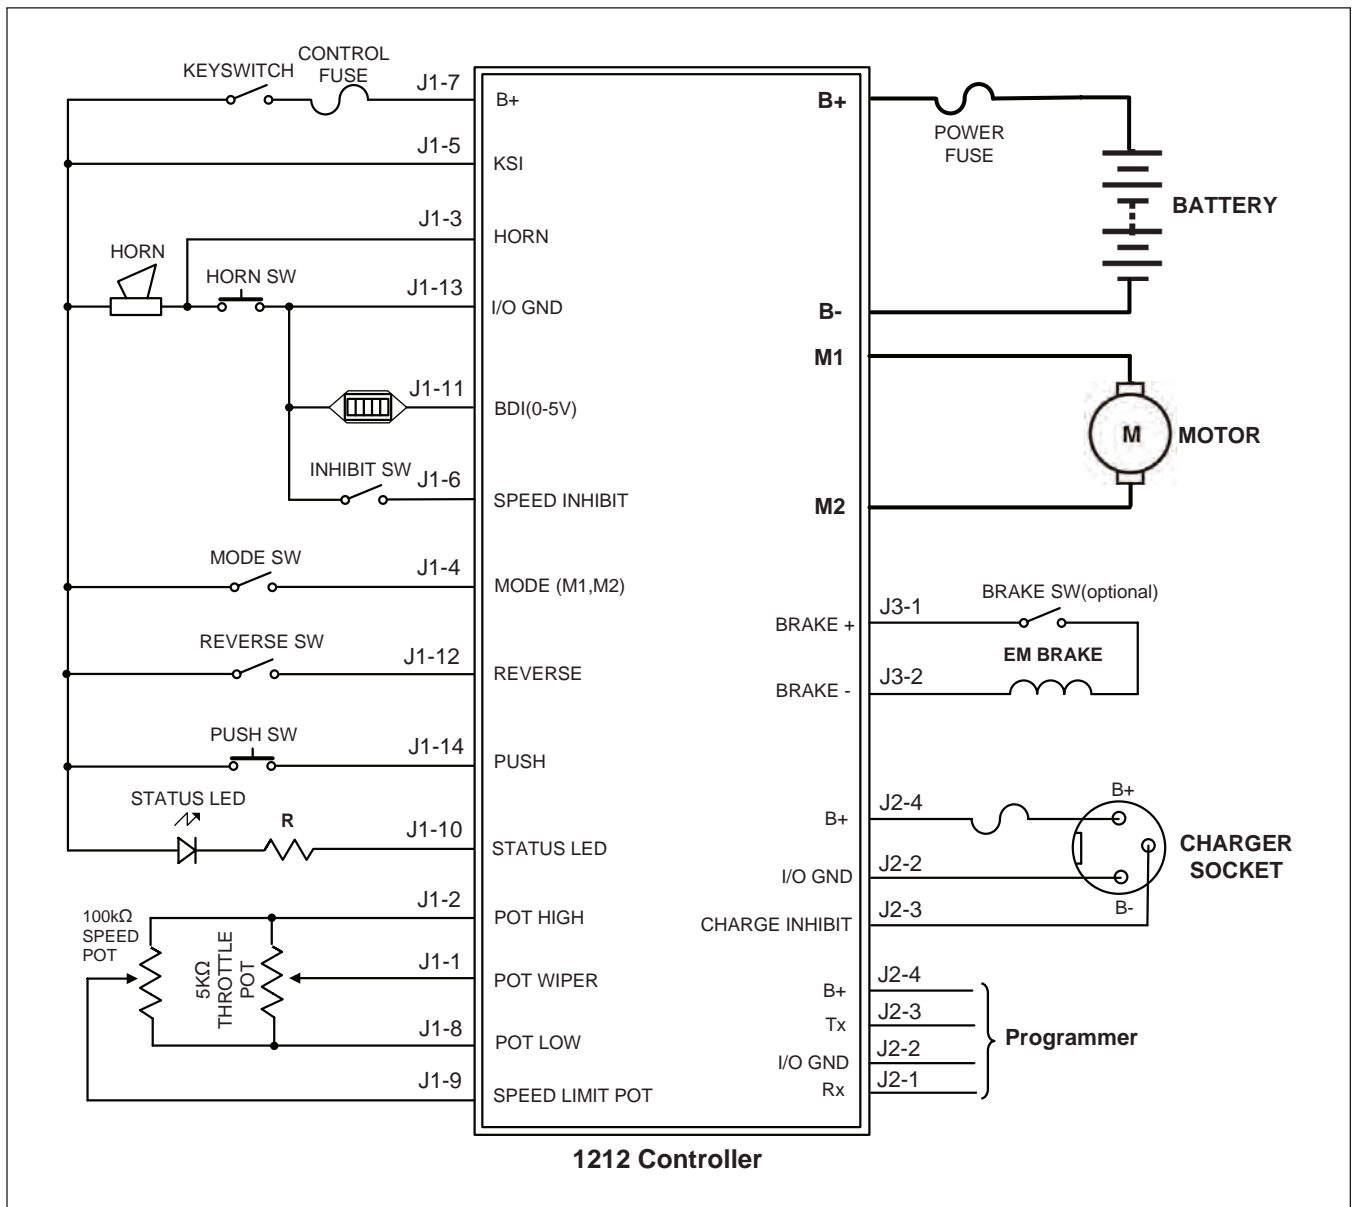 KEYSWITCH
CONTROL
FUSE
J1-7
B+
J1-5
KSI
J1-3
HORN
HORN
HORN SW
J1-13
I/O GND
J1-11
BDI(0-5V)
INHIBIT SW
J1-6
SPEED INHIBIT
MODE SW
J1-4
MODE (M1,M2)
REVERSE SW
J1-12
REVERSE
PUSH SW
J1-14
PUSH
STATUS LED
R
J1-10
STATUS LED
J1-2
POT HIGH
100kΩ
SPEED
POT
5KΩ
THROTTLE
POT
J1-1
POT WIPER
J1-8
POT LOW
J1-9
SPEED LIMIT POT
B+
POWER
FUSE
BATTERY
B-
M1
M
MOTOR
M2
BRAKE +
J3-1
BRAKE SW(optional)
EM BRAKE
BRAKE -
J3-2
B+
J2-4
B+
CHARGER
SOCKET
I/O GND
J2-2
B-
CHARGE INHIBIT
J2-3
B+
J2-4
Tx
J2-3
Programmer
I/O GND
J2-2
Rx
J2-1
1212 Controller